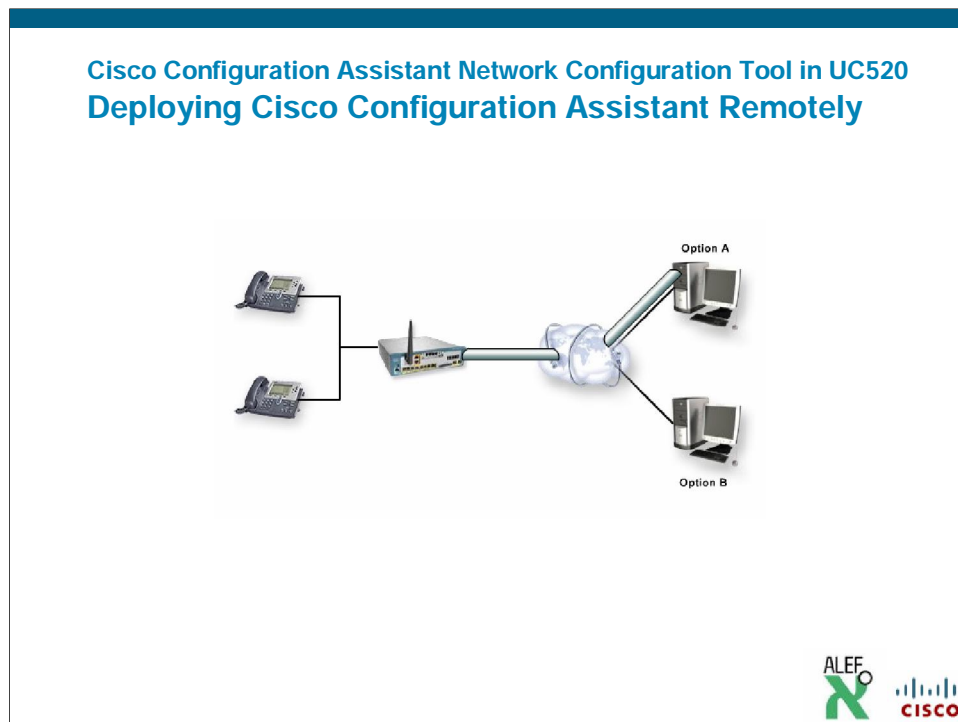 Cisco Configuration Assistant Network Configuration Tool in UC520
Deploying Cisco Configuration Assistant Remotely
Option A
Option B
ALEF
CISCO